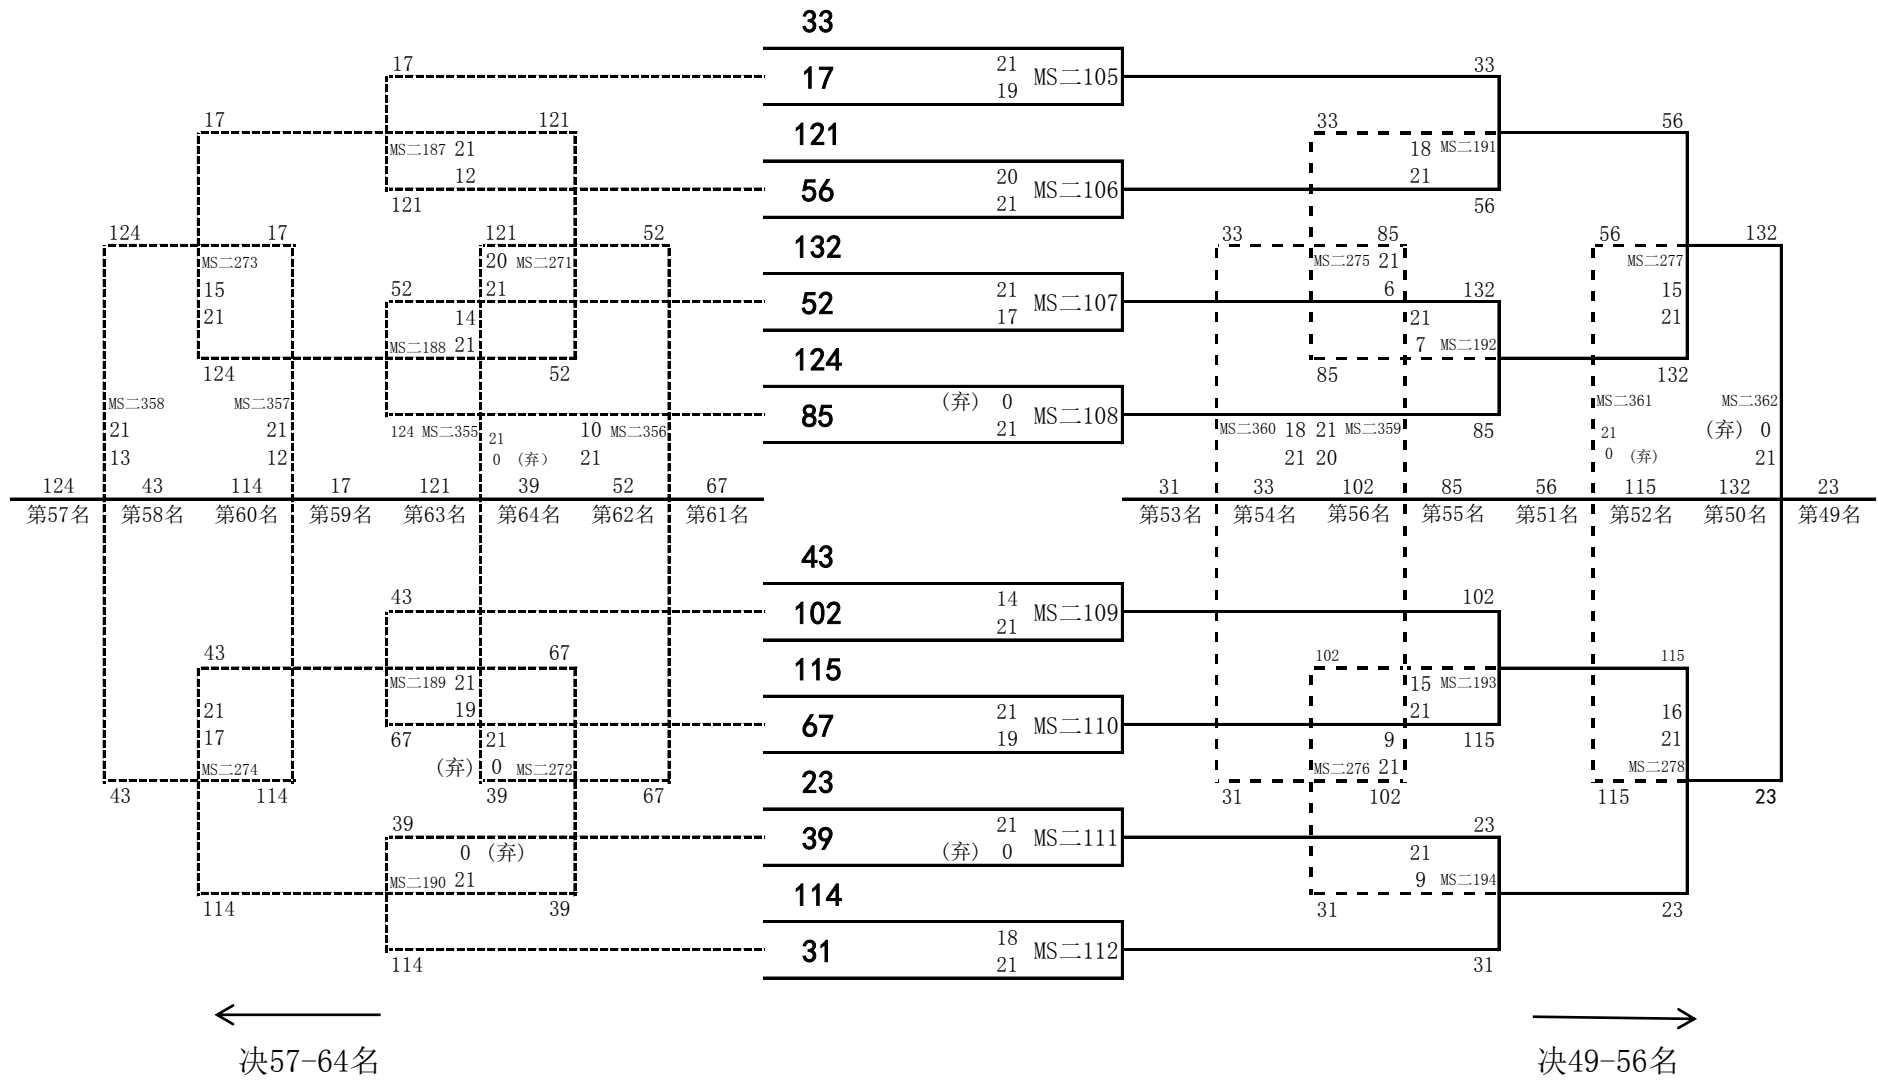 33
17
21
33
17
MS二105
19
17
121
121
33
56
MS二187 21
18 MS二191
12
21
56
20
MS二106
21
121
56
124
17
121
52
132
33
85
56
132
MS二273
20 MS二271
MS二275 21
MS二277
15
52
21
52
21
MS二107
17
6
132
15
21
14
21
21
MS二188 21
124
7 MS二192
124
52
85
132
MS二358
MS二357
85
(弃) 0
MS二108
21
MS二361
MS二362
21
21
124 MS二355
21
0 (弃)
10 MS二356
MS二360 18 21 MS二359
85
21
0 (弃)
(弃) 0
13
12
21
21 20
21
124
43
114
17
121
39
52
67
31
33
102
85
56
115
132
23
第57名
第58名
第60名
第59名
第63名
第64名
第62名
第61名
第53名
第54名
第56名
第55名
第51名
第52名
第50名
第49名
43
43
102
14
MS二109
21
102
43
67
115
102
115
MS二189 21
15 MS二193
21
19
67
21
MS二110
19
21
16
17
67
21
9
115
21
MS二274
(弃) 0 MS二272
23
MS二276 21
MS二278
43
114
39
67
31
102
115
23
39
39
21
MS二111
23
0 (弃)
(弃) 0
21
MS二190 21
114
9 MS二194
114
39
31
23
31
18
MS二112
114
21
31
决57-64名
决49-56名